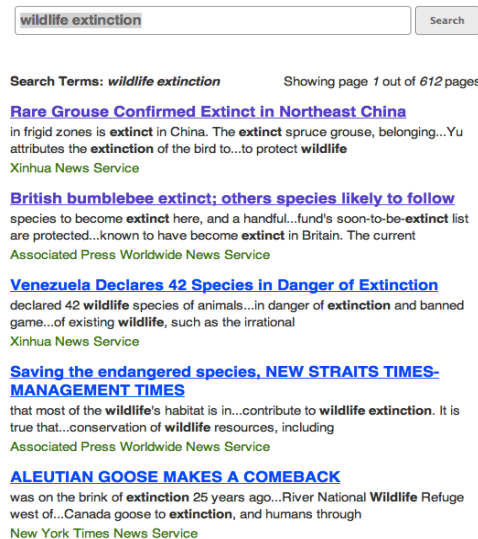 wildlife extinction
Search
Search Terms: wildlife extinction
Showing page 1 out of 612 pages
Rare Grouse Confirmed Extinct in Northeast China
in frigid zones is extinct in China. The extinct spruce grouse, belonging...Yu
attributes the extinction of the bird to...to protect wildlife
Xinhua News Service
British bumblebee extinct; others species likely to follow
species to become extinct here, and a handful...fund's soon-to-be-extinct list
are protected...known to have become extinct in Britain. The current
Associated Press Worldwide News Service
Venezuela Declares 42 Species in Danger of Extinction
declared 42 wildlife species of animals...in danger of extinction and banned
game...of existing wildlife, such as the irrational
Xinhua News Service
Saving the endangered species, NEW STRAITS TIMES-
MANAGEMENT TIMES
that most of the wildlife's habitat is in...contribute to wildlife extinction. It is
true that...conservation of wildlife resources, including
Associated Press Worldwide News Service
ALEUTIAN GOOSE MAKES A COMEBACK
was on the brink of extinction 25 years ago...River National Wildlife Refuge
west of...Canada goose to extinction, and humans through
New York Times News Service